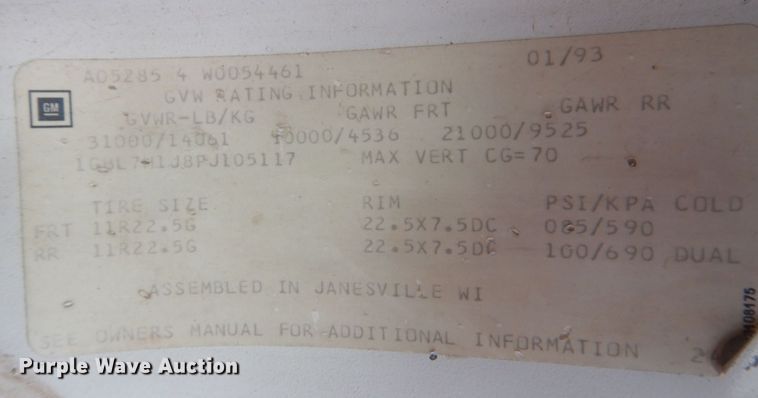 A05285 4 W0054461 01/93
GM
GVW RATING INFORMATION
GVWR-LB/KG GAWR FRT GAWR RR
31000/14061 10000/4536 21000/9525
MAX VERT CG=70
TIRE SIZE RIM PSI/KPA COLD
FRT 11R22.5G 22.5X7.5DC 085/590
RR 11R22.5G 22.5X7.5DC 100/690 DUAL
ASSEMBLED IN JANESVILLE WI
SEE OWNERS MANUAL FOR ADDITIONAL INFORMATION
Purple Wave Auction